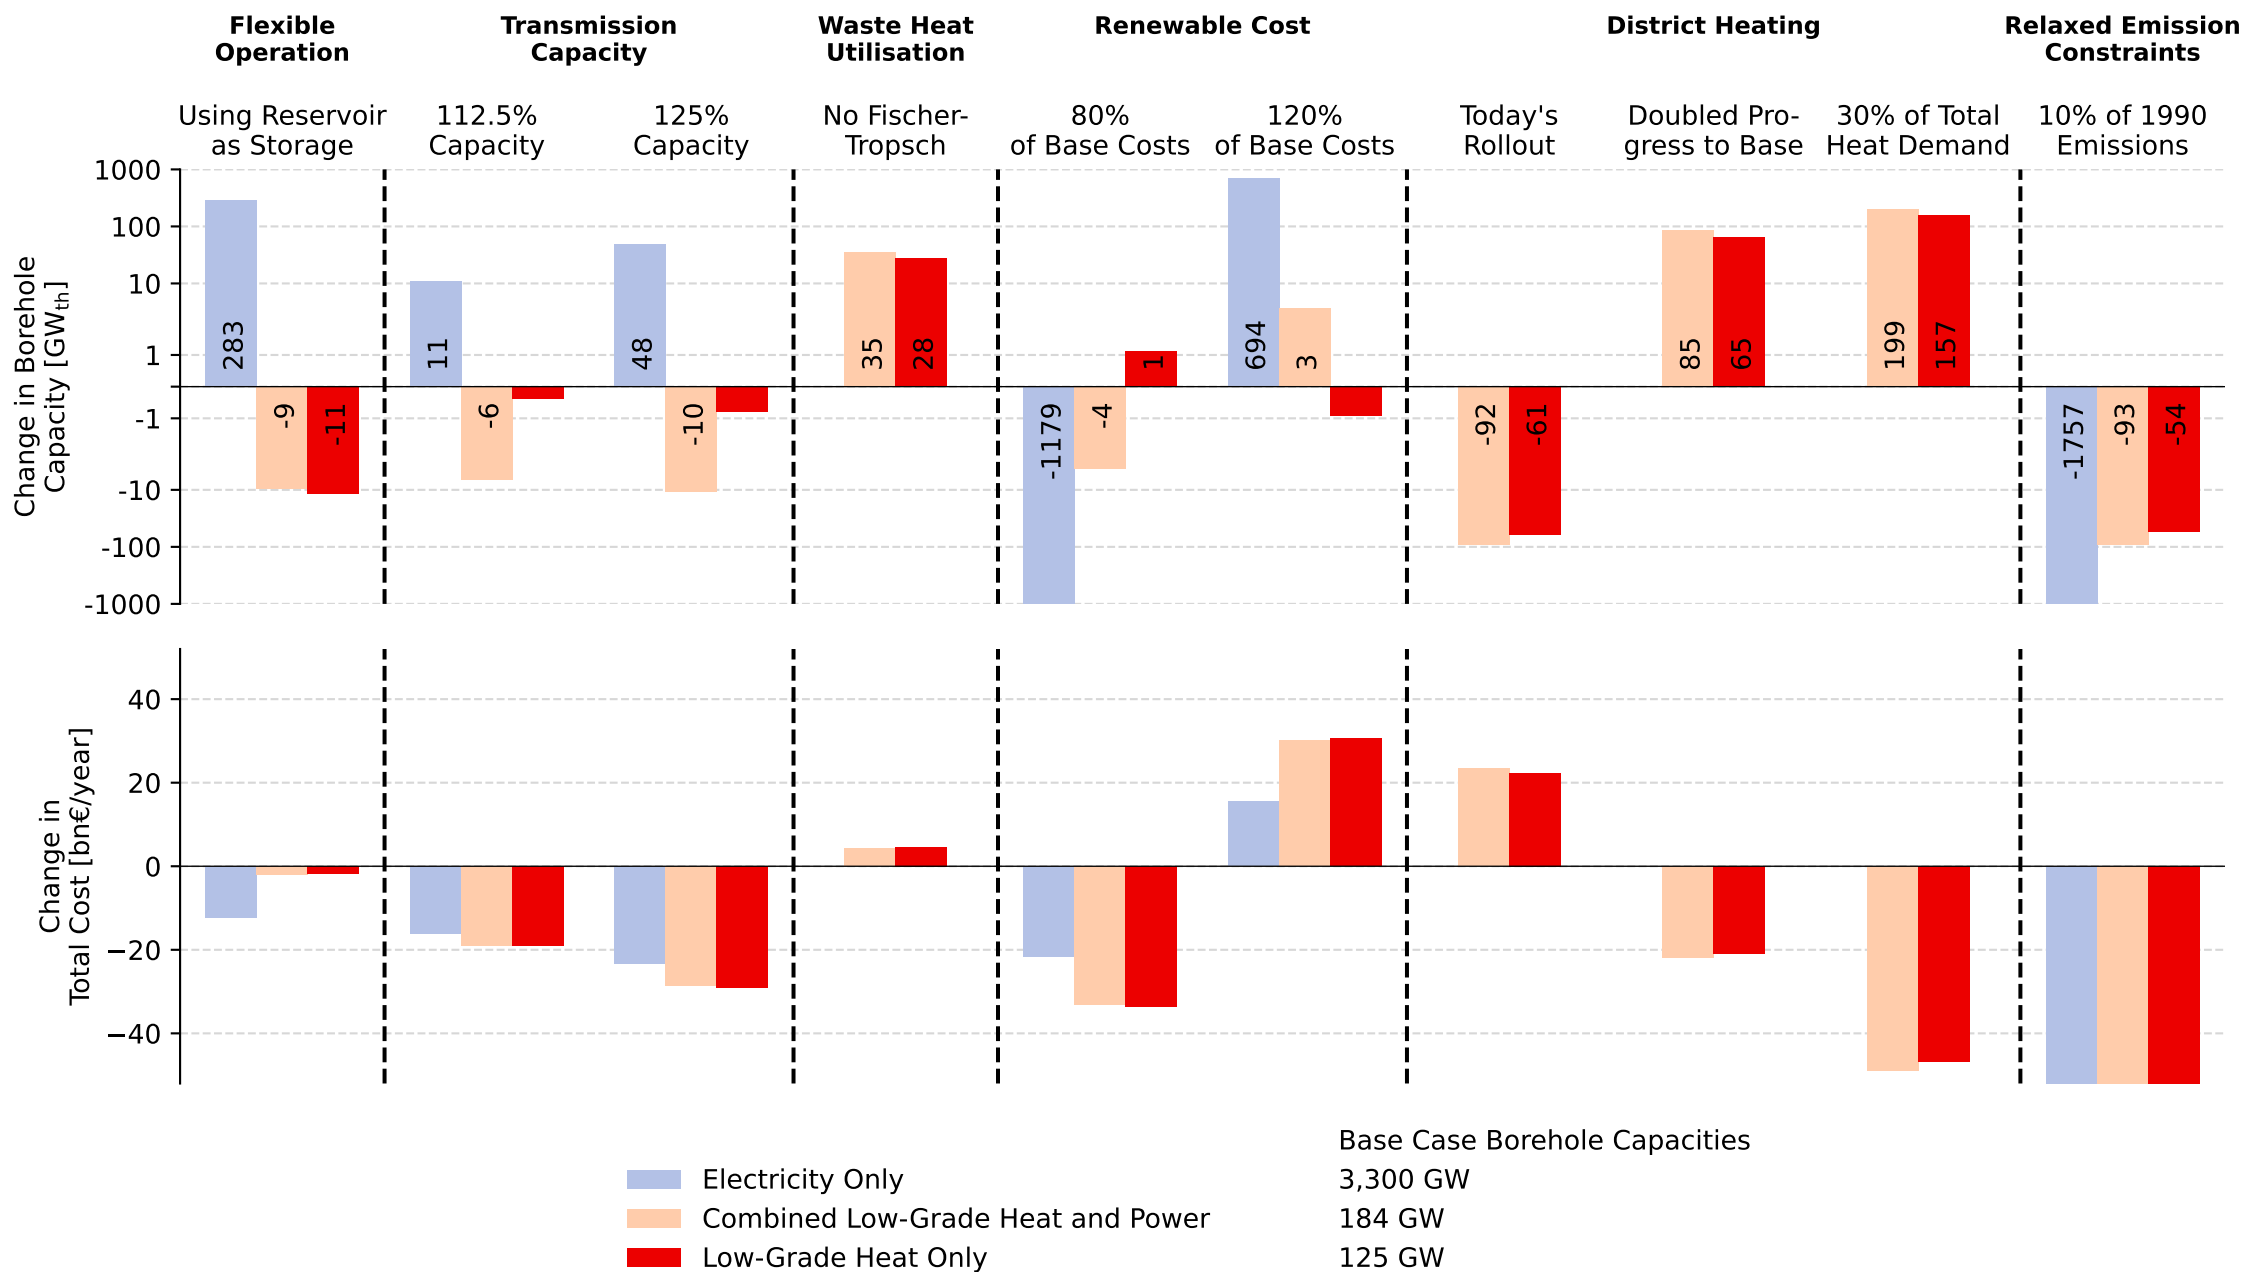 Flexible
Operation
Transmission
Capacity
Waste Heat
Utilisation
Renewable Cost
District Heating
Relaxed Emission
Constraints
Using Reservoir
as Storage
112.5%
Capacity
125%
Capacity
No Fischer-
Tropsch
80%
of Base Costs
120%
of Base Costs
Today's
Rollout
Doubled Pro-
gress to Base
30% of Total
Heat Demand
10% of 1990
Emissions
Change in Borehole
Capacity [GWth]
1000
100
10
1
-1
-10
-100
-1000
283
-9
-11
11
-6
48
-10
35
28
-1179
-4
1
694
3
-92
-61
85
65
199
157
-1757
-93
-54
Change in
Total Cost [bn€/year]
40
20
0
−20
−40
Base Case Borehole Capacities
Electricity Only 3,300 GW
Combined Low-Grade Heat and Power 184 GW
Low-Grade Heat Only 125 GW